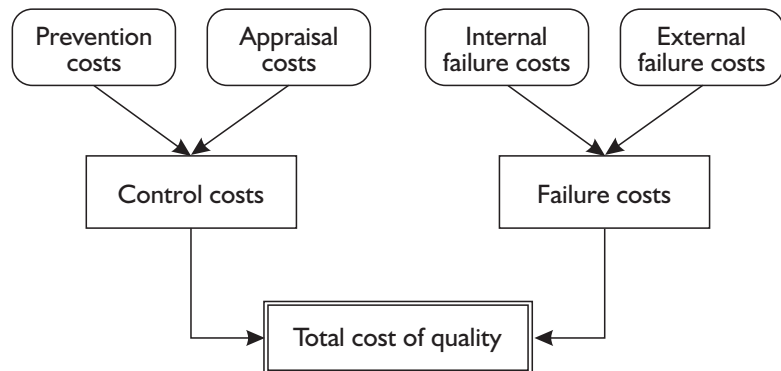 Prevention
costs
Appraisal
costs
Internal
failure costs
External
failure costs
Control costs
Failure costs
Total cost of quality